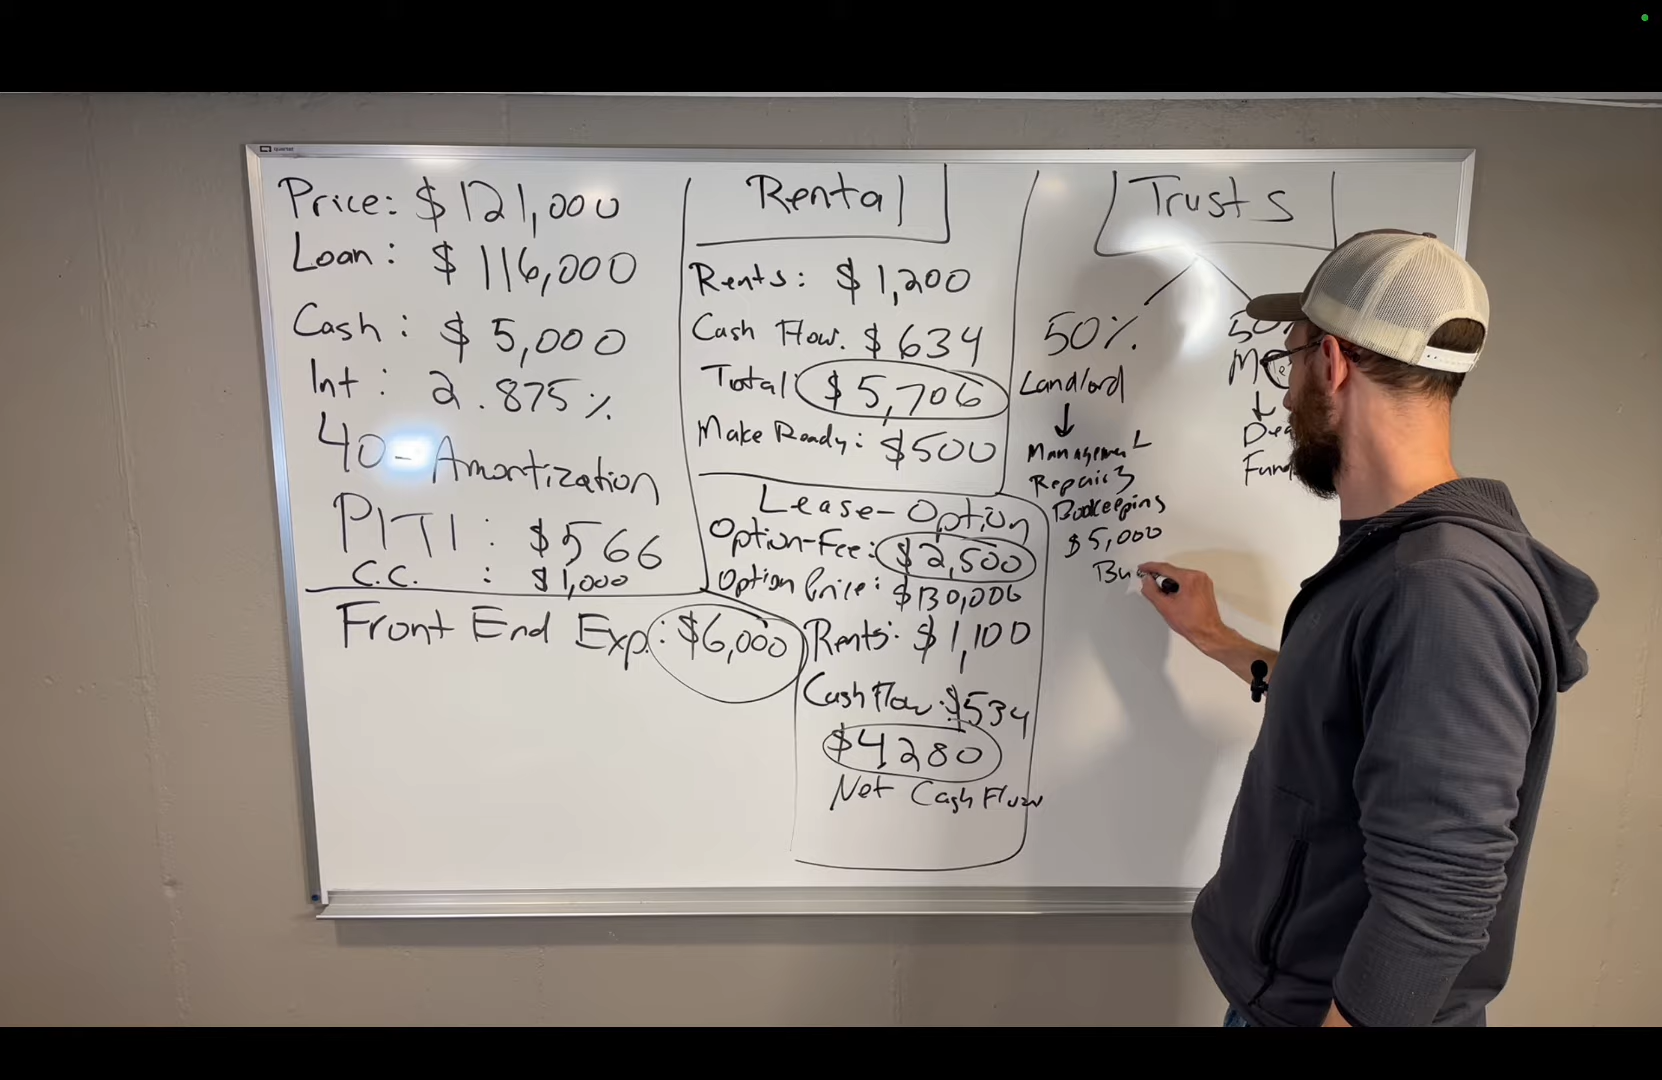 quartet
Price: $121,000
Loan: $116,000
Cash: $5,000
Int: 2.875%
40-Amortization
PITI: $566
C.C. : $1,000
Front End Exp.: $6,000
Rental
Rents: $1,200
Cash Flow: $634
Total: $5,706
Make Ready: $500
Lease-Option
Option-Fee: $2,500
Option Price: $130,000
Rents: $1,100
Cash Flow: $534
$4280
Net Cash Flow
Trusts
50%
Landlord
Management
Repairs
Bookeeping
$5,000
50%